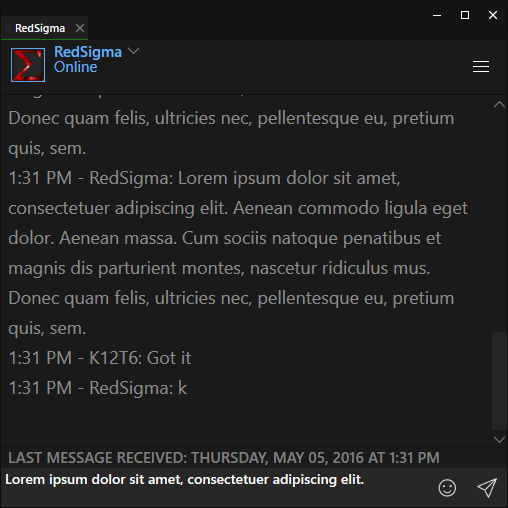 RedSigma
RedSigma
Online
Donec quam felis, ultricies nec, pellentesque eu, pretium
quis, sem.
1:31 PM - RedSigma: Lorem ipsum dolor sit amet,
consectetuer adipiscing elit. Aenean commodo ligula eget
dolor. Aenean massa. Cum sociis natoque penatibus et
magnis dis parturient montes, nascetur ridiculus mus.
Donec quam felis, ultricies nec, pellentesque eu, pretium
quis, sem.
1:31 PM - K12T6: Got it
1:31 PM - RedSigma: k
LAST MESSAGE RECEIVED: THURSDAY, MAY 05, 2016 AT 1:31 PM
Lorem ipsum dolor sit amet, consectetuer adipiscing elit.